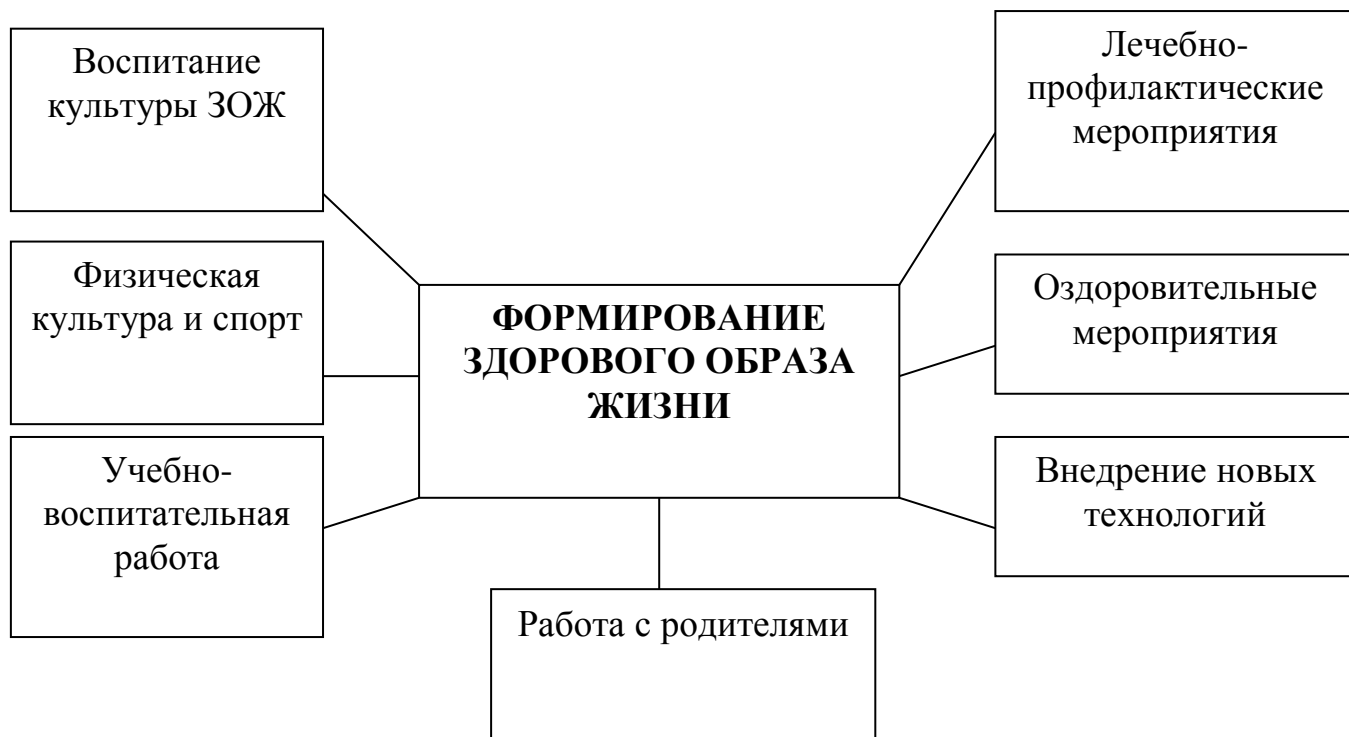 Воспитание
культуры ЗОЖ
Физическая
культура и спорт
Учебно-
воспитательная
работа
ФОРМИРОВАНИЕ
ЗДОРОВОГО ОБРАЗА
ЖИЗНИ
Работа с родителями
Лечебно-
профилактические
мероприятия
Оздоровительные
мероприятия
Внедрение новых
технологий